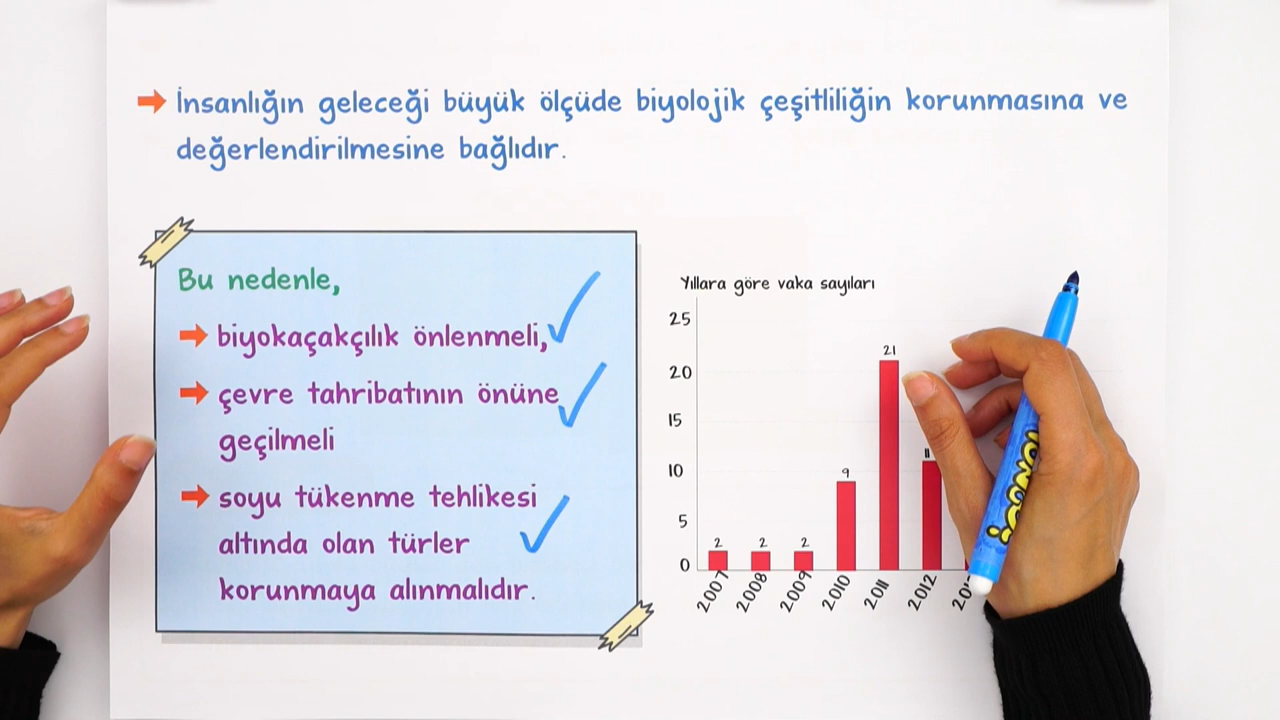 İnsanlığın geleceği büyük ölçüde biyolojik çeşitliliğin korunmasına ve
değerlendirilmesine bağlıdır.
Bu nedenle,
biyokaçakçılık önlenmeli,
çevre tahribatının önüne
geçilmeli
soyu tükenme tehlikesi
altında olan türler
korunmaya alınmalıdır.
Yıllara göre vaka sayıları
25
20
15
10
5
0
2
2
2
9
21
11
2007
2008
2009
2010
2011
2012